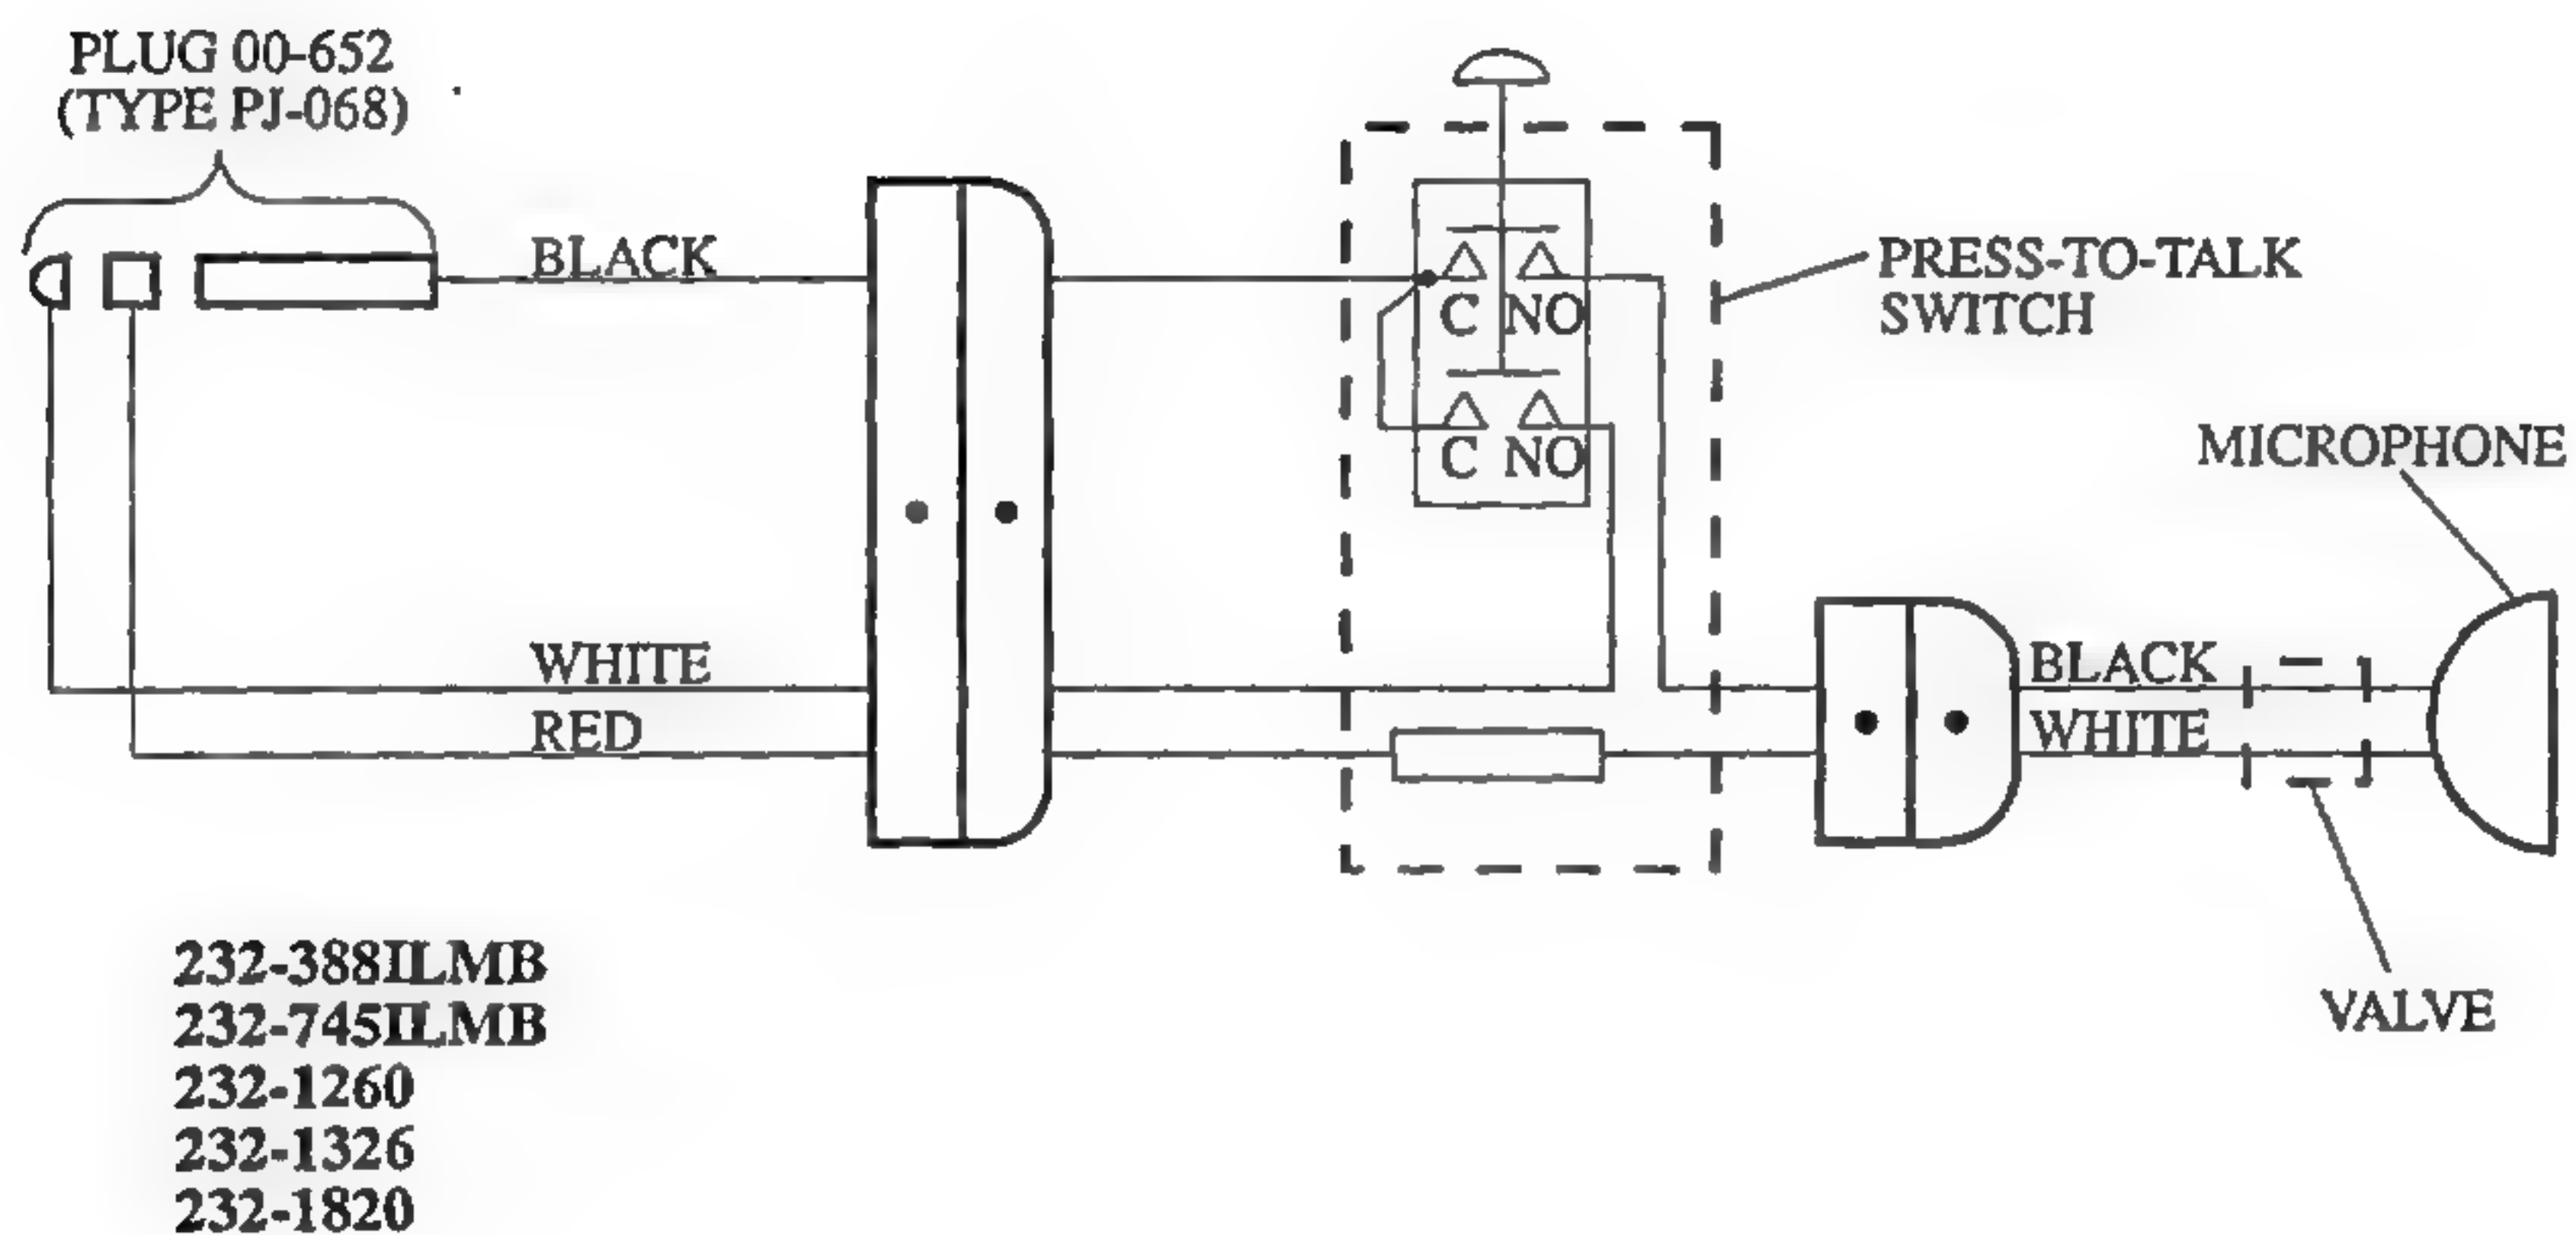 PLUG 00-652
(TYPE PJ-068)
BLACK
C NO
C NO
PRESS-TO-TALK
SWITCH
MICROPHONE
WHITE
RED
BLACK
WHITE
VALVE
232-388ILMB
232-745ILMB
232-1260
232-1326
232-1820